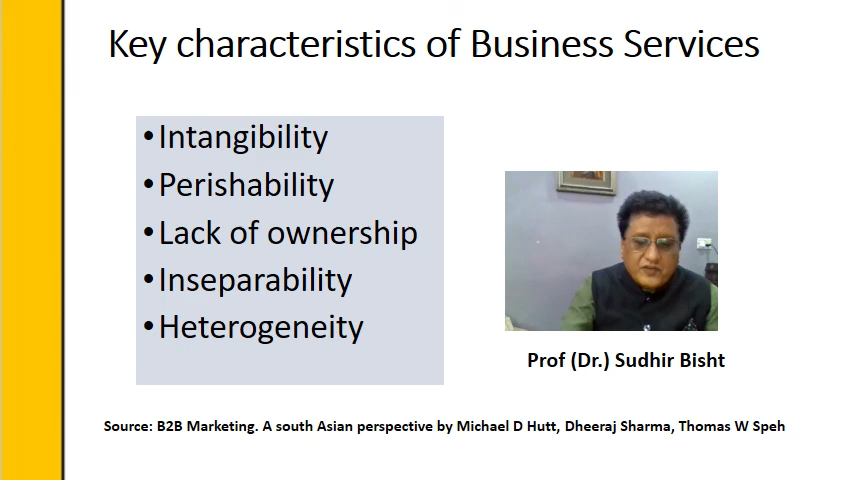 Key characteristics of Business Services
•Intangibility
•Perishability
•Lack of ownership
•Inseparability
•Heterogeneity
Prof (Dr.) Sudhir Bisht
Source: B2B Marketing. A south Asian perspective by Michael D Hutt, Dheeraj Sharma, Thomas W Speh